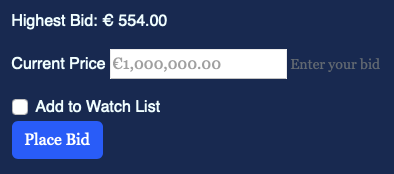 Highest Bid: € 554.00
Current Price €1,000,000.00 Enter your bid
Add to Watch List
Place Bid